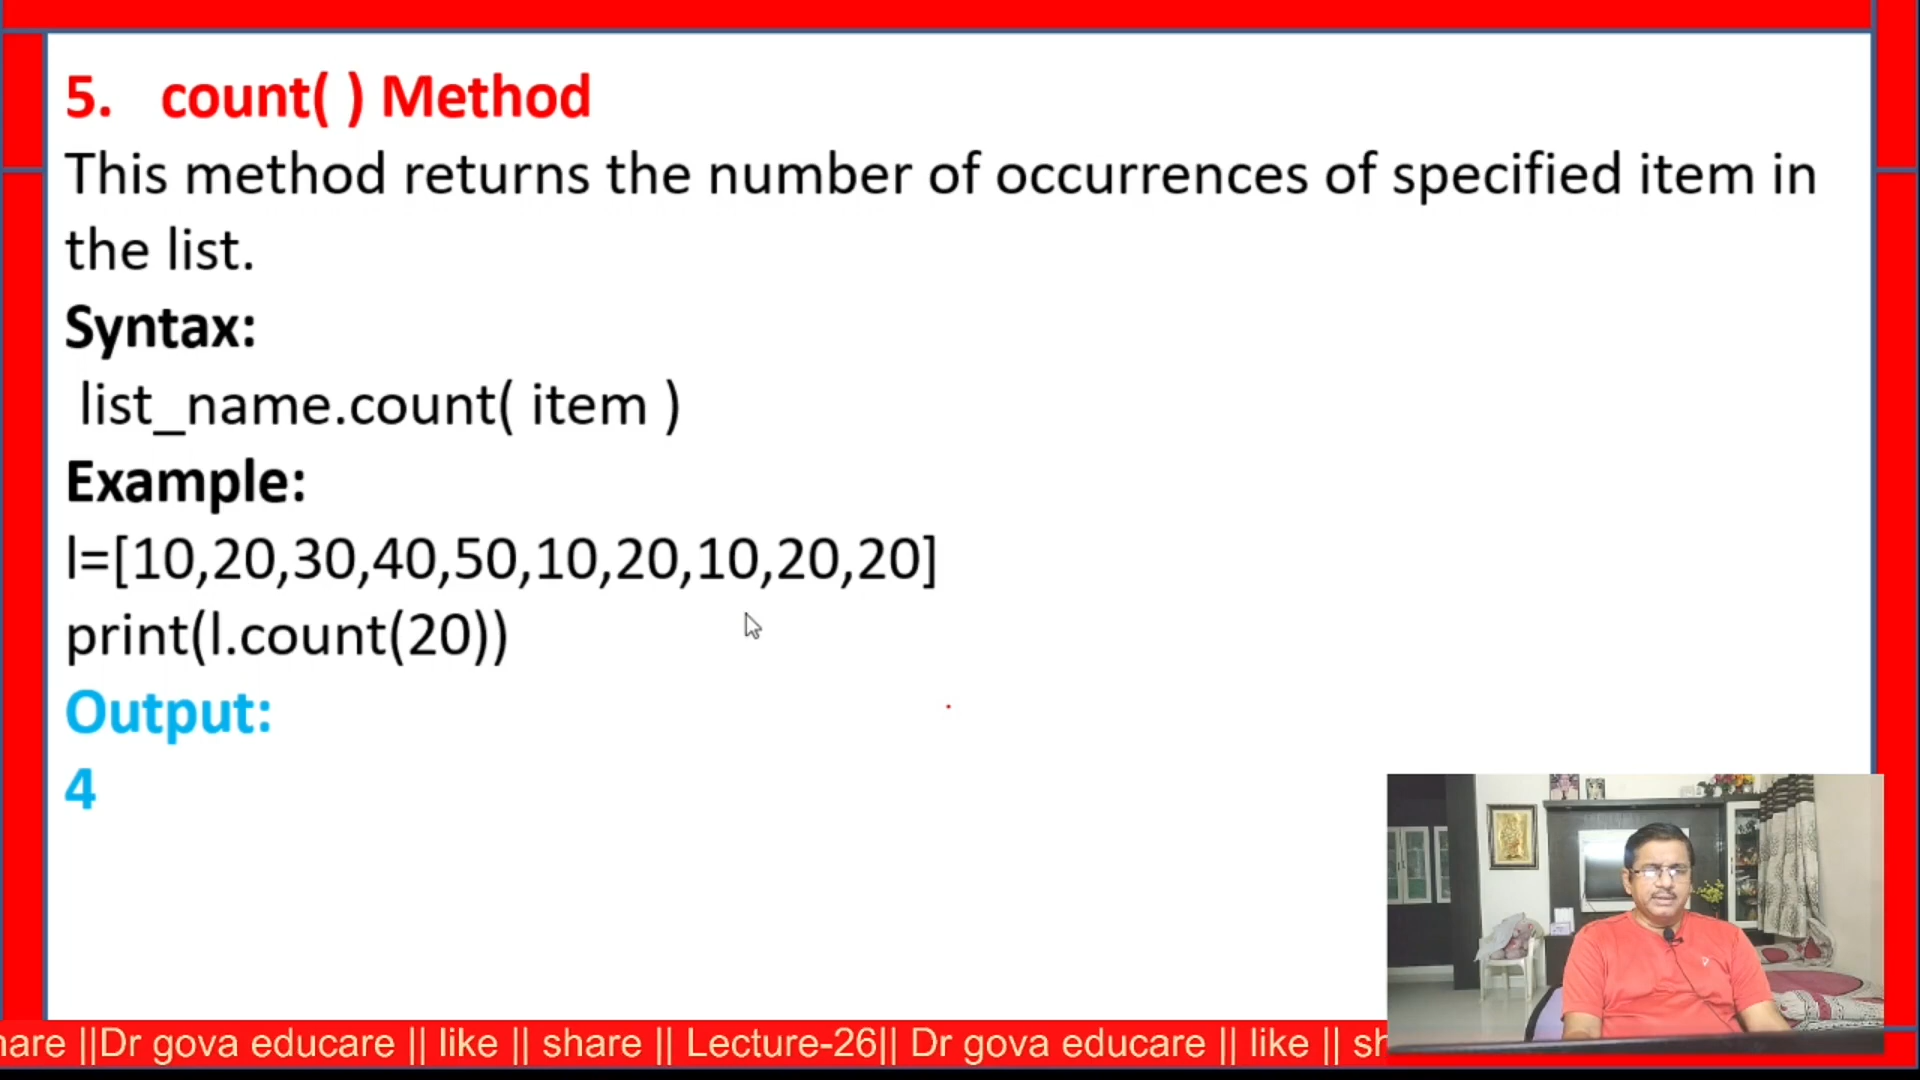 5. count( ) Method
This method returns the number of occurrences of specified item in
the list.
Syntax:
list_name.count( item )
Example:
l=[10,20,30,40,50,10,20,10,20,20]
print(l.count(20))
Output:
4
hare ||Dr gova educare || like || share || Lecture-26|| Dr gova educare || like || sh